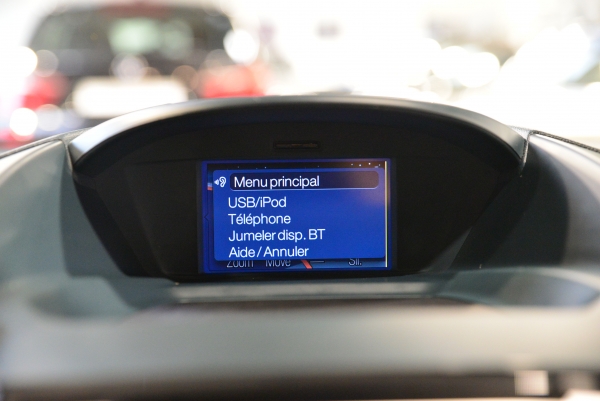 Menu principal
USB/iPod
Téléphone
Jumeler disp. BT
Aide / Annuler
Zoom Move